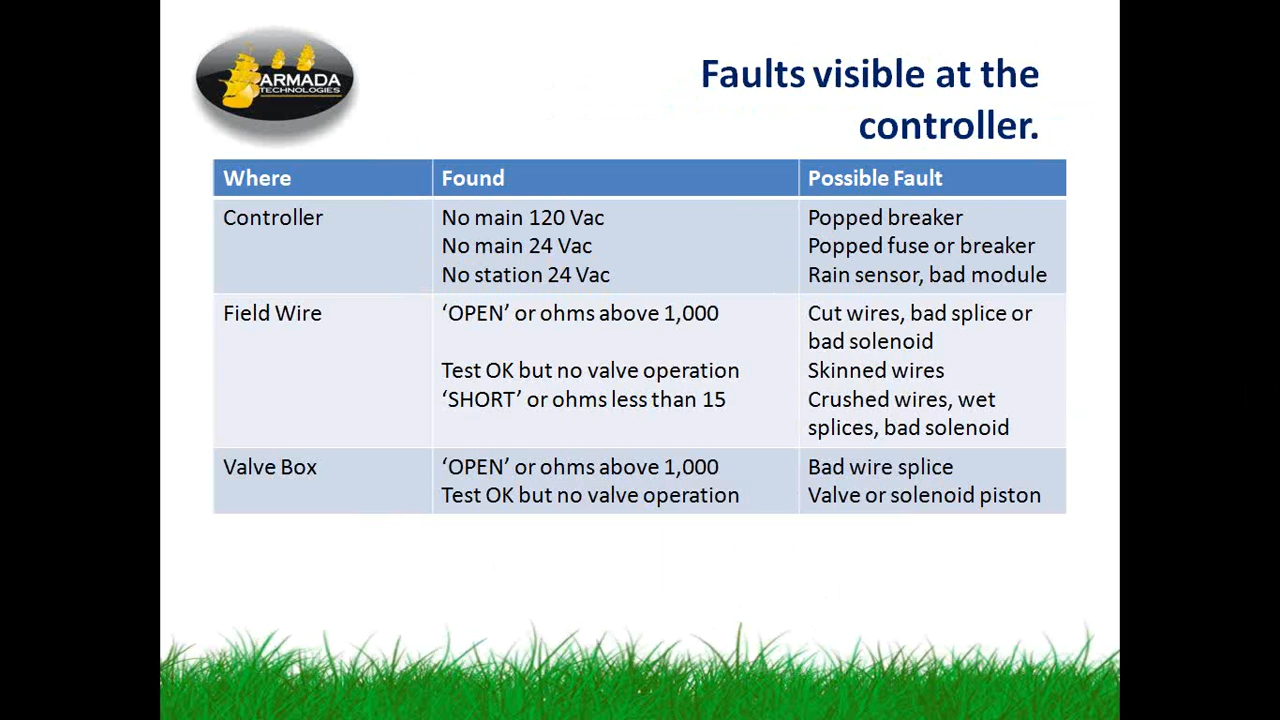 ARMADA
TECHNOLOGIES
Faults visible at the
controller.
Where Found Possible Fault
Controller No main 120 Vac Popped breaker
No main 24 Vac Popped fuse or breaker
No station 24 Vac Rain sensor, bad module
Field Wire ‘OPEN’ or ohms above 1,000 Cut wires, bad splice or
bad solenoid
Test OK but no valve operation Skinned wires
‘SHORT’ or ohms less than 15 Crushed wires, wet
splices, bad solenoid
Valve Box ‘OPEN’ or ohms above 1,000 Bad wire splice
Test OK but no valve operation Valve or solenoid piston